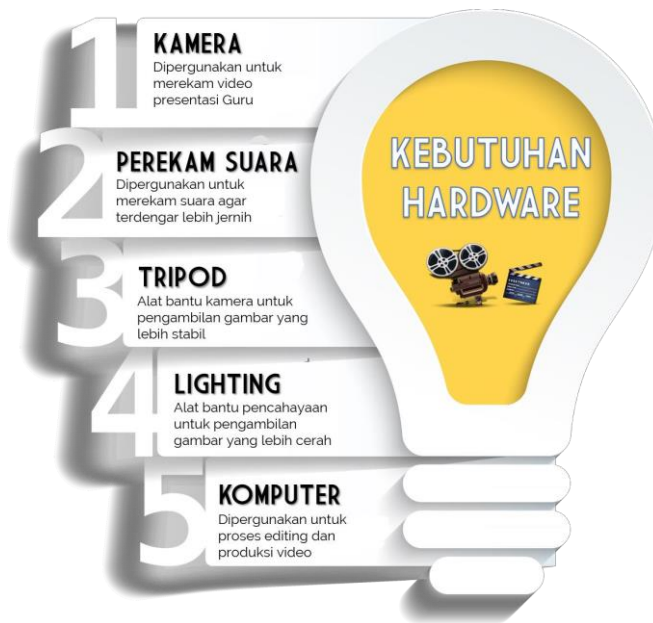 1
KAMERA
Dipergunakan untuk
merekam video
presentasi Guru
2
PEREKAM SUARA
Dipergunakan untuk
merekam suara agar
terdengar lebih jernih
3
TRIPOD
Alat bantu kamera untuk
pengambilan gambar yang
lebih stabil
4
LIGHTING
Alat bantu pencahayaan
untuk pengambilan
gambar yang lebih cerah
5
KOMPUTER
Dipergunakan untuk
proses editing dan
produksi video
KEBUTUHAN
HARDWARE